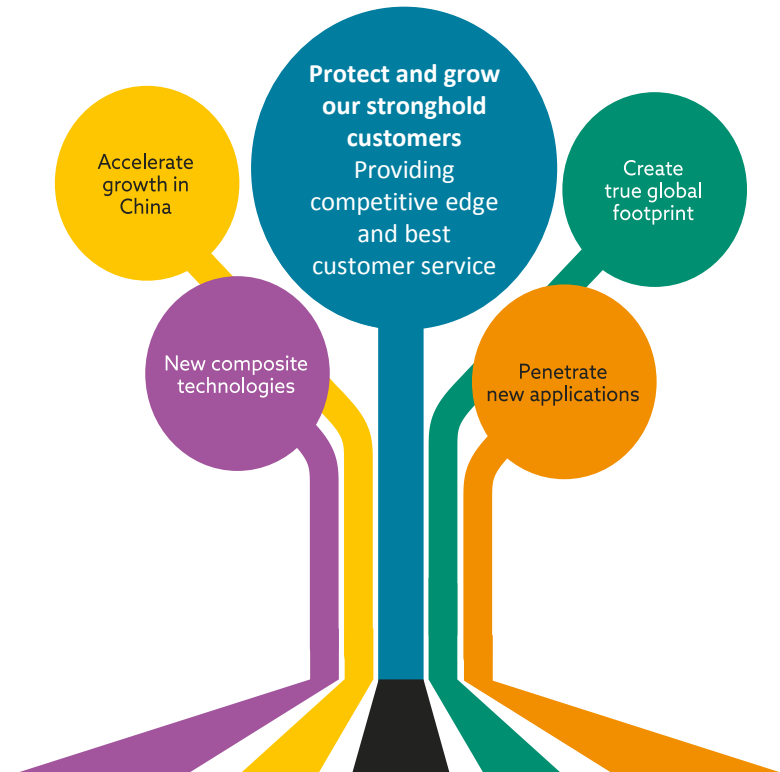 Protect and grow
our stronghold
customers
Providing
competitive edge
and best
customer service
Accelerate
growth in
China
Create
true global
footprint
New composite
technologies
Penetrate
new applications